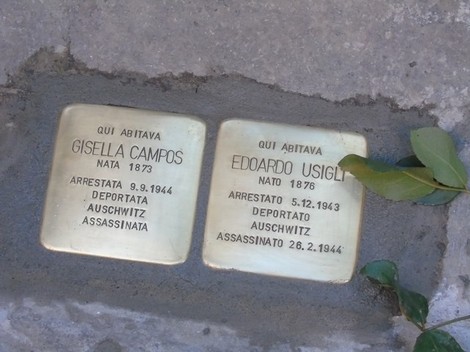 QUI ABITAVA
GISELLA CAMPOS
NATA 1873
ARRESTATA 9.9.1944
DEPORTATA
AUSCHWITZ
ASSASSINATA
QUI ABITAVA
EDOARDO USIGLI
NATO 1876
ARRESTATO 5.12.1943
DEPORTATO
AUSCHWITZ
ASSASSINATO 26.2.1944